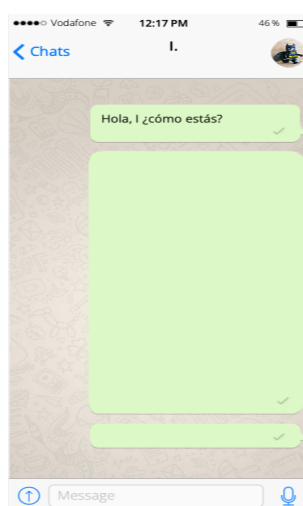 Vodafone 12:17 PM 46 %
Chats I.
Hola, I ¿cómo estás?
Message